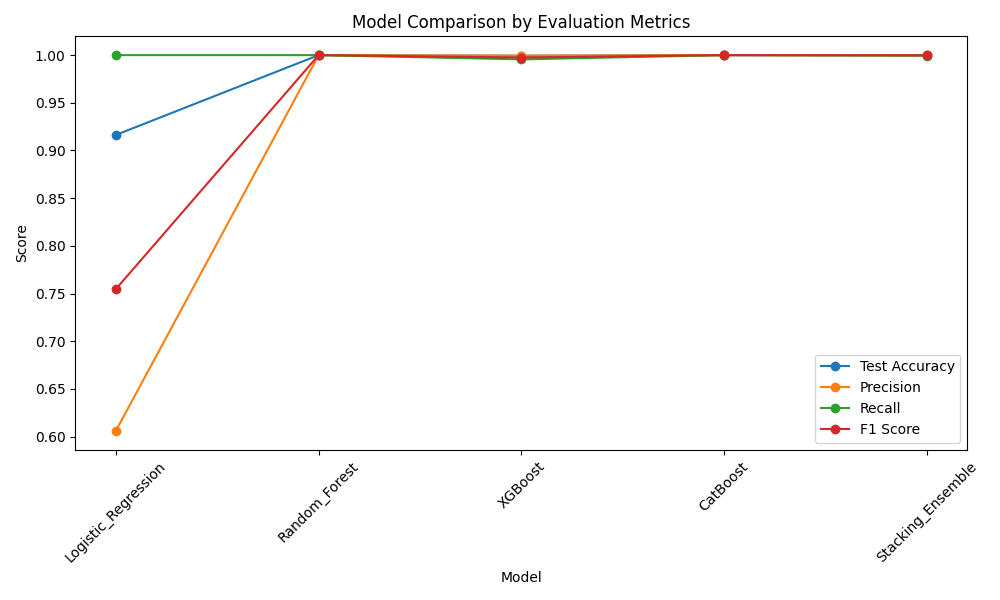 Model Comparison by Evaluation Metrics
Score
1.00
0.95
0.90
0.85
0.80
0.75
0.70
0.65
0.60
Test Accuracy
Precision
Recall
F1 Score
Logistic_Regression
Random_Forest
XGBoost
CatBoost
Stacking_Ensemble
Model